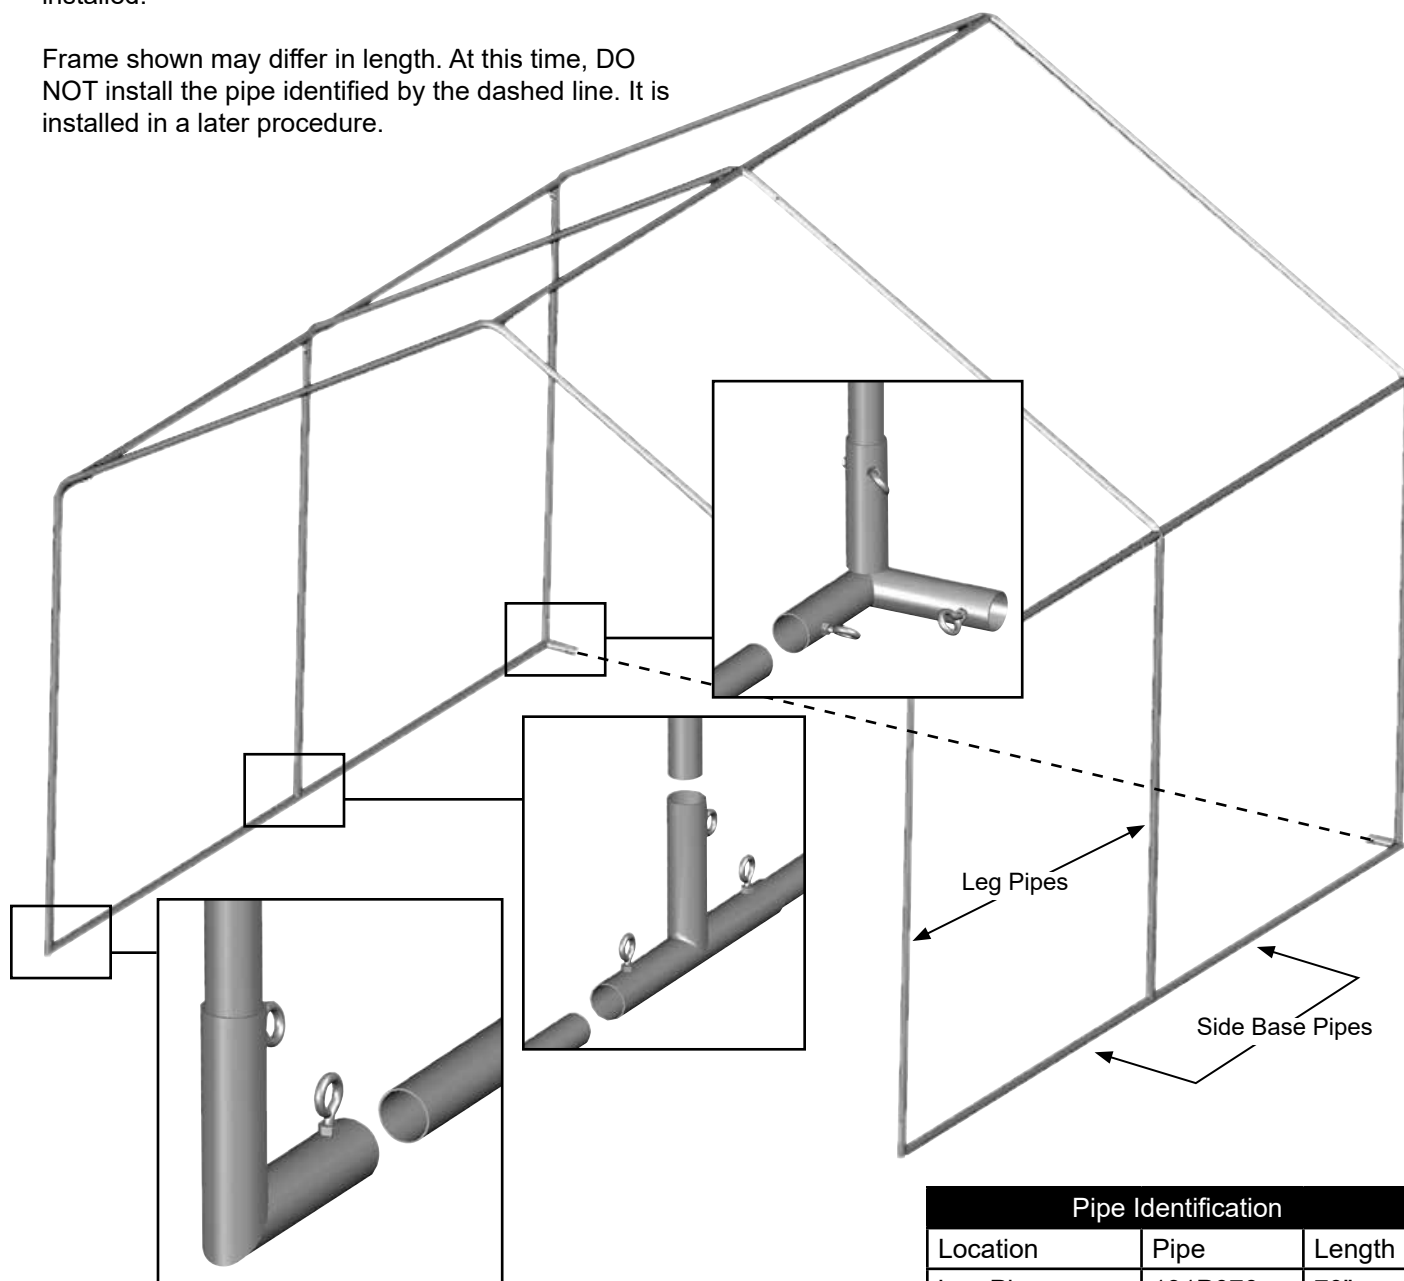 installed.
Frame shown may differ in length. At this time, DO
NOT install the pipe identified by the dashed line. It is
installed in a later procedure.
Leg Pipes
Side Base Pipes
Pipe Identification
Location Pipe Length